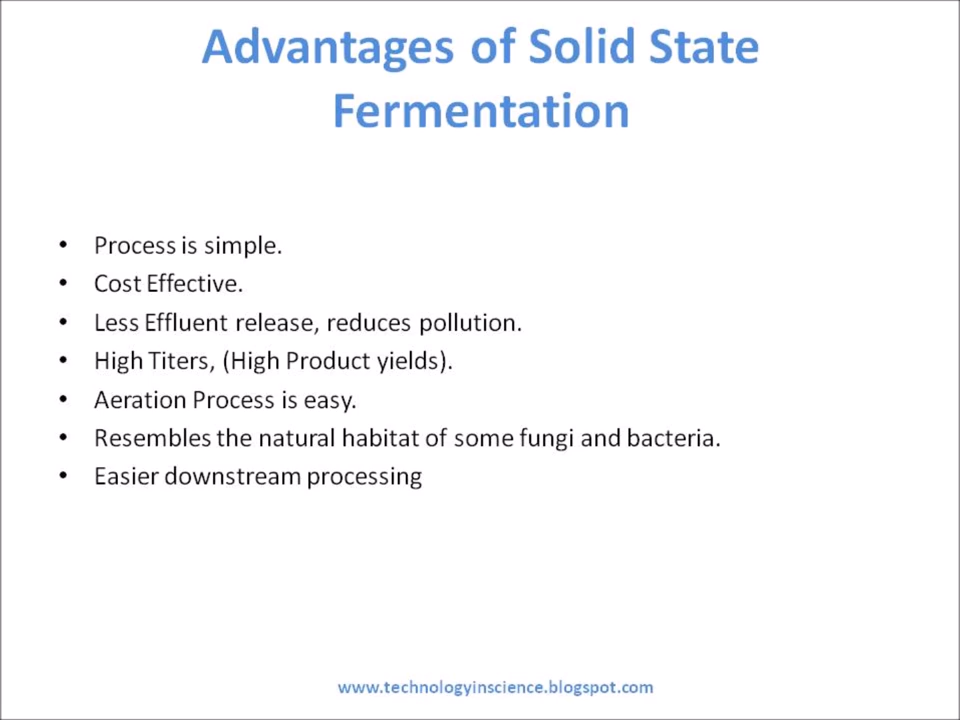 Advantages of Solid State
Fermentation
• Process is simple.
• Cost Effective.
• Less Effluent release, reduces pollution.
• High Titers, (High Product yields).
• Aeration Process is easy.
• Resembles the natural habitat of some fungi and bacteria.
• Easier downstream processing
www.technologyinscience.blogspot.com